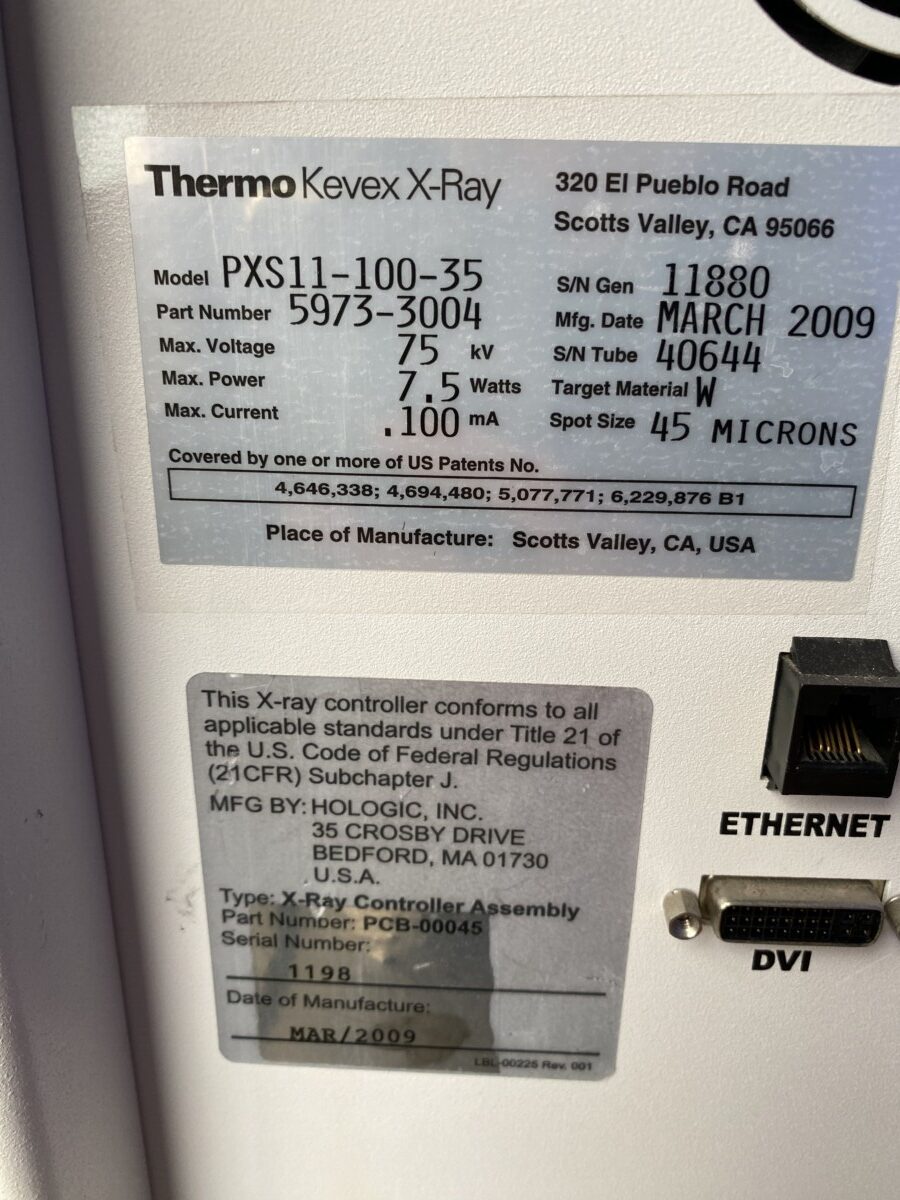 Thermo Kevex X-Ray
320 El Pueblo Road
Scotts Valley, CA 95066
Model PXS11-100-35
Part Number 5973-3004
Max. Voltage 75 kV
Max. Power 7.5 Watts
Max. Current .100 mA
S/N Gen 11880
Mfg. Date MARCH 2009
S/N Tube 40644
Target Material W
Spot Size 45 MICRONS
Covered by one or more of US Patents No.
4,646,338; 4,694,480; 5,077,771; 6,229,876 B1
Place of Manufacture: Scotts Valley, CA, USA
This X-ray controller conforms to all
applicable standards under Title 21 of
the U.S. Code of Federal Regulations
(21CFR) Subchapter J.
MFG BY: HOLOGIC, INC.
35 CROSBY DRIVE
BEDFORD, MA 01730
U.S.A.
Type: X-Ray Controller Assembly
Part Number: PCB-00045
Serial Number:
1198
Date of Manufacture:
MAR/2009
LBL-00225 Rev. 001
ETHERNET
DVI